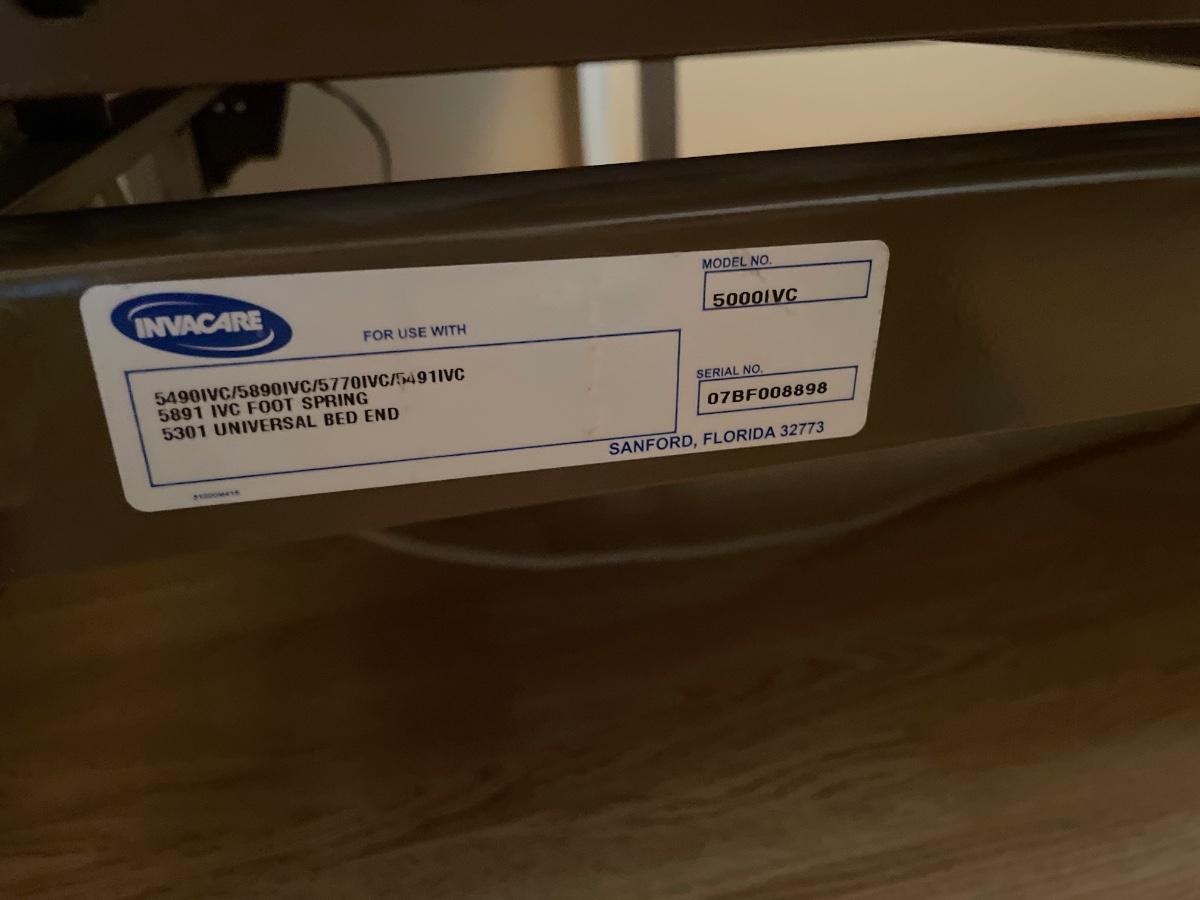 INVACARE
FOR USE WITH
5490IVC/5890IVC/5770IVC/5491IVC
5891 IVC FOOT SPRING
5301 UNIVERSAL BED END
MODEL NO.
5000IVC
SERIAL NO.
07BF008898
SANFORD, FLORIDA 32773